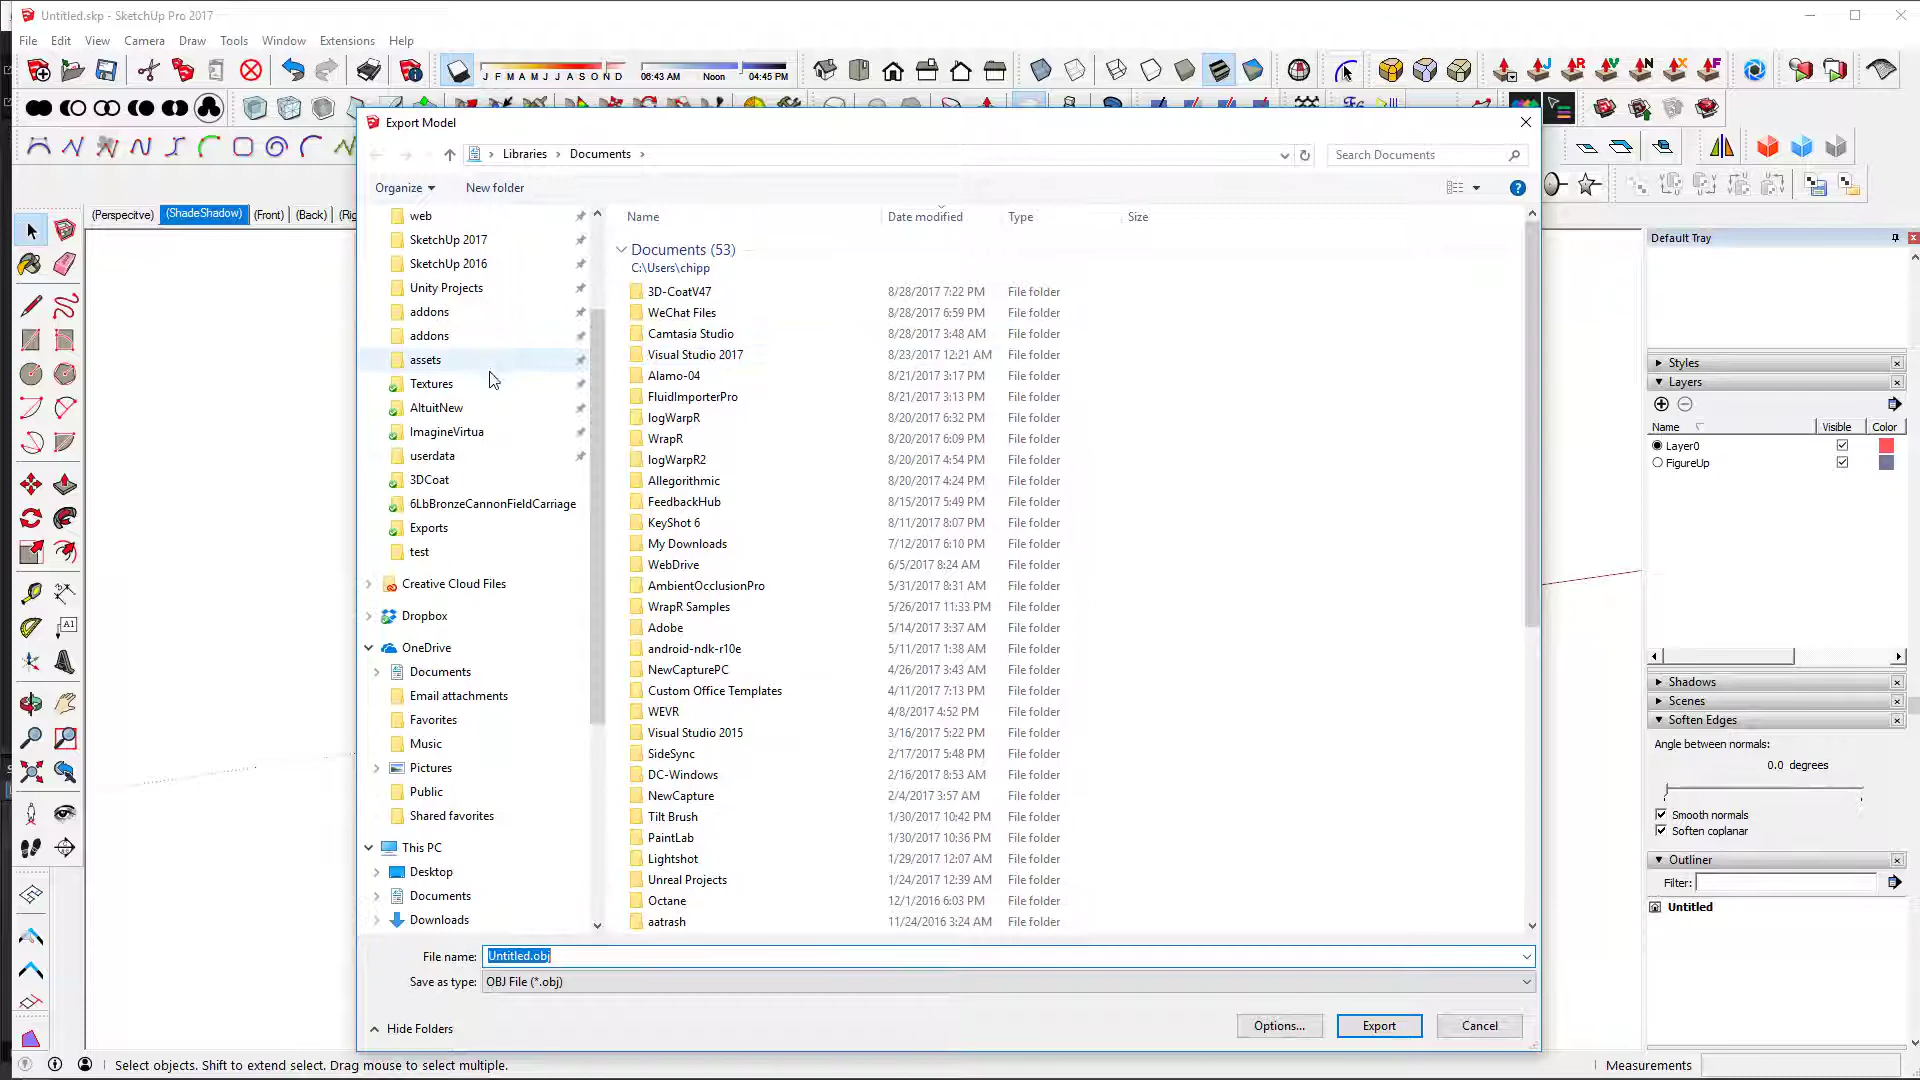 Untitled.skp - SketchUp Pro 2017
File Edit View Camera Draw Tools Window Extensions Help
J F M A M J J A S O N D
06:43 AM Noon 04:45 PM
Export Model
Libraries Documents
Search Documents
Organize New folder
(Perspecitve) (ShadeShadow) (Front) (Back)
web
SketchUp 2017
SketchUp 2016
Unity Projects
addons
addons
assets
Textures
AltuitNew
ImagineVirtua
userdata
3DCoat
6LbBronzeCannonFieldCarriage
Exports
test
Creative Cloud Files
Dropbox
OneDrive
Documents
Email attachments
Favorites
Music
Pictures
Public
Shared favorites
This PC
Desktop
Documents
Downloads
Name Date modified Type Size
Documents (53)
C:\Users\chipp
3D-CoatV47 8/28/2017 7:22 PM File folder
WeChat Files 8/28/2017 6:59 PM File folder
Camtasia Studio 8/28/2017 3:48 AM File folder
Visual Studio 2017 8/23/2017 12:21 AM File folder
Alamo-04 8/21/2017 3:17 PM File folder
FluidImporterPro 8/21/2017 3:13 PM File folder
logWarpR 8/20/2017 6:32 PM File folder
WrapR 8/20/2017 6:09 PM File folder
logWarpR2 8/20/2017 4:54 PM File folder
Allegorithmic 8/20/2017 4:24 PM File folder
FeedbackHub 8/15/2017 5:49 PM File folder
KeyShot 6 8/11/2017 8:07 PM File folder
My Downloads 7/12/2017 6:10 PM File folder
WebDrive 6/5/2017 8:24 AM File folder
AmbientOcclusionPro 5/31/2017 8:31 AM File folder
WrapR Samples 5/26/2017 11:33 PM File folder
Adobe 5/14/2017 3:37 AM File folder
android-ndk-r10e 5/11/2017 1:38 AM File folder
NewCapturePC 4/26/2017 3:43 AM File folder
Custom Office Templates 4/11/2017 7:13 PM File folder
WEVR 4/8/2017 4:52 PM File folder
Visual Studio 2015 3/16/2017 5:22 PM File folder
SideSync 2/17/2017 5:48 PM File folder
DC-Windows 2/16/2017 8:53 AM File folder
NewCapture 2/4/2017 3:57 AM File folder
Tilt Brush 1/30/2017 10:42 PM File folder
PaintLab 1/30/2017 10:36 PM File folder
Lightshot 1/29/2017 12:07 AM File folder
Unreal Projects 1/24/2017 12:39 AM File folder
Octane 12/1/2016 6:03 PM File folder
aatrash 11/24/2016 3:24 AM File folder
File name: Untitled.obj
Save as type: OBJ File (*.obj)
Hide Folders
Options... Export Cancel
Default Tray
Styles
Layers
Name Visible Color
Layer0
FigureUp
Shadows
Scenes
Soften Edges
Angle between normals:
0.0 degrees
Smooth normals
Soften coplanar
Outliner
Filter:
Untitled
Select objects. Shift to extend select. Drag mouse to select multiple.
Measurements